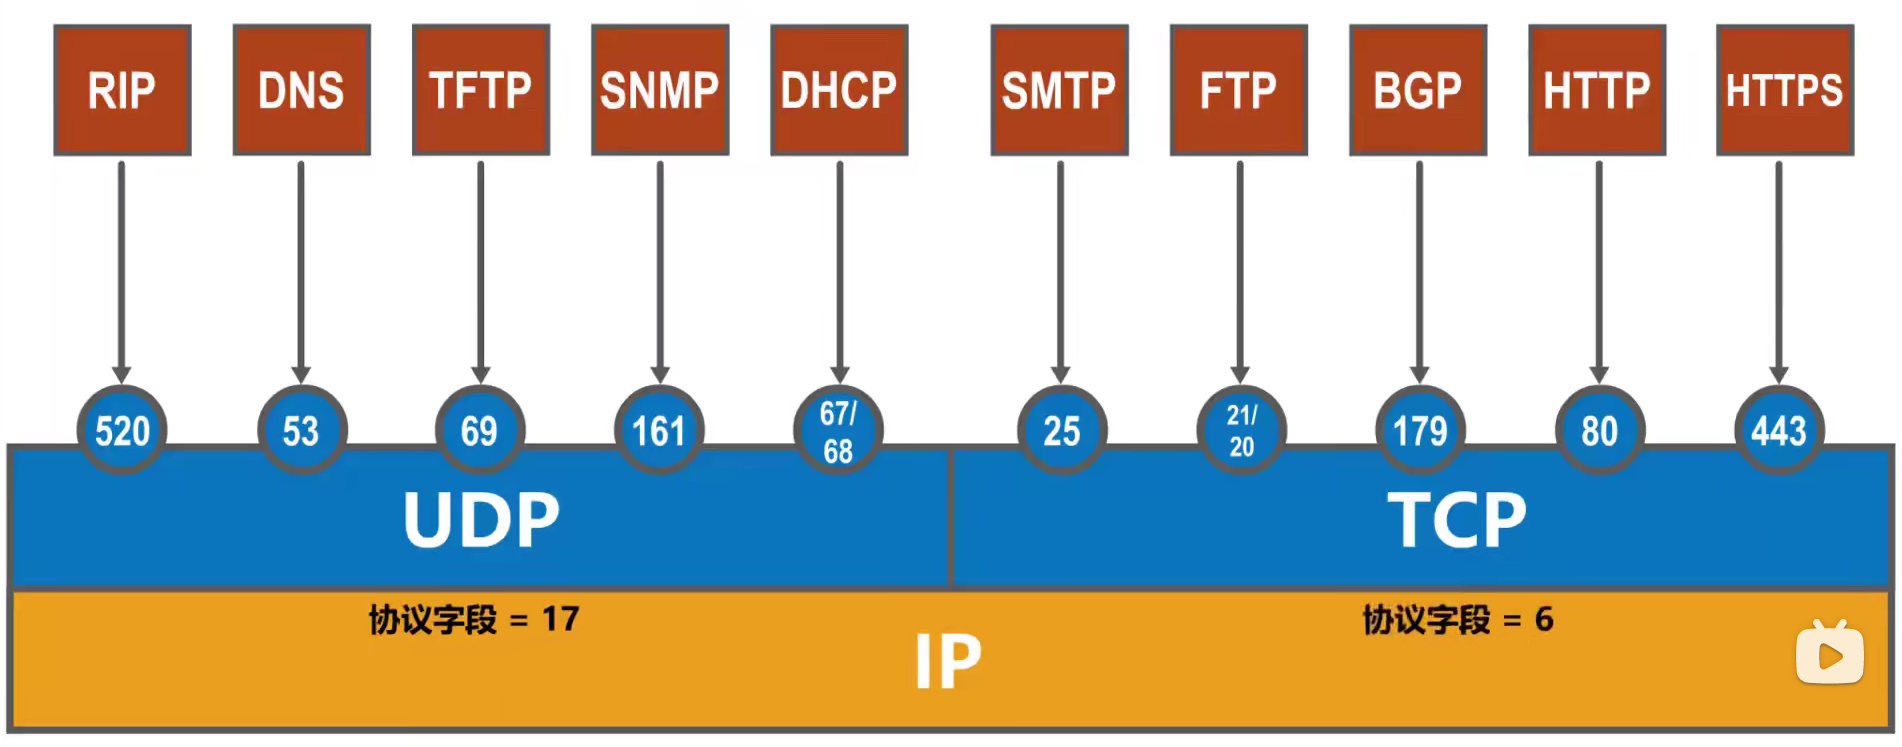 RIP
DNS
TFTP
SNMP
DHCP
SMTP
FTP
BGP
HTTP
HTTPS
520
53
69
161
67/
68
25
21/
20
179
80
443
UDP
TCP
协议字段 = 17
协议字段 = 6
IP